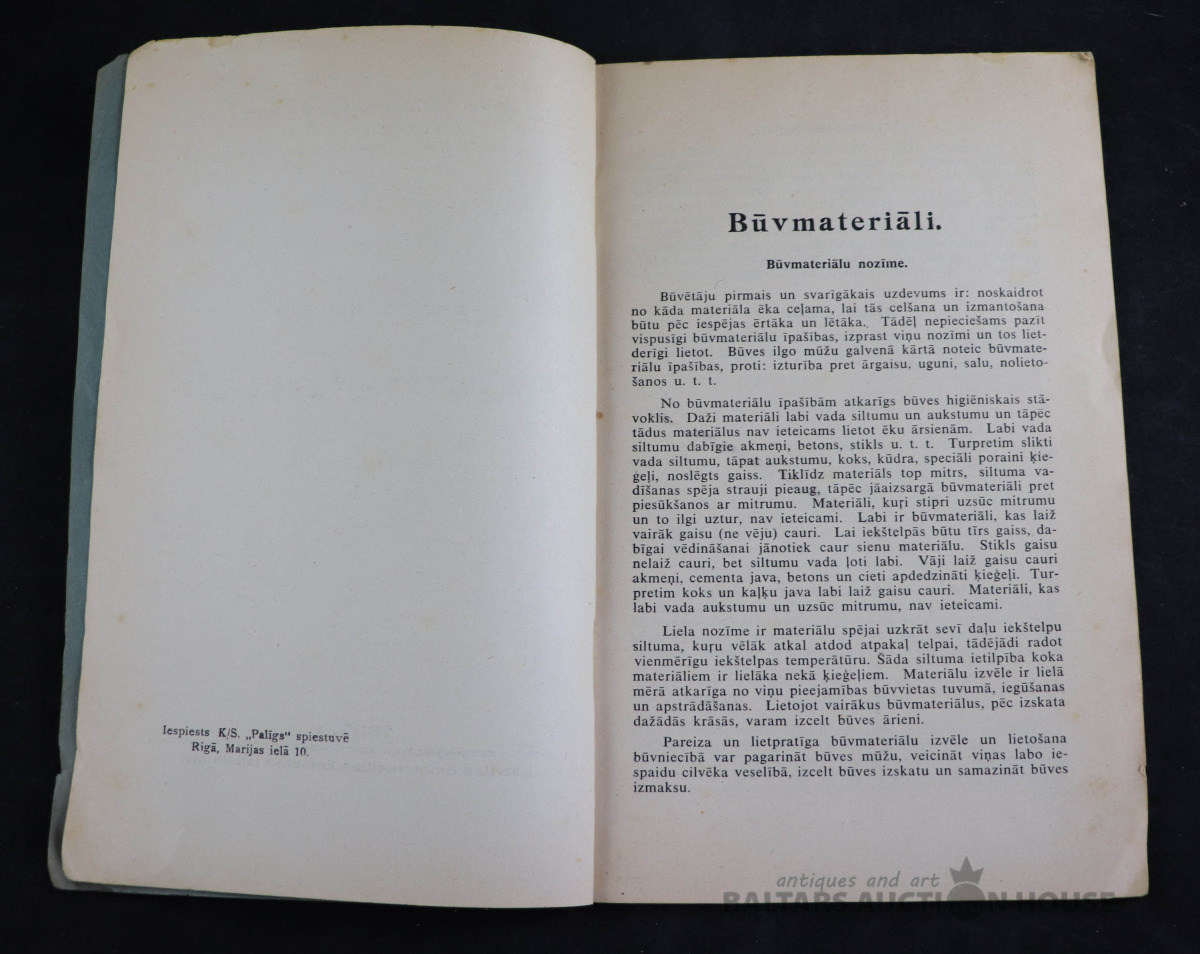 Iespiests K/S. „Palīgs“ spiestuvē
Rīgā, Marijas ielā 10.
Būvmateriāli.
Būvmateriālu nozīme.
Būvētāju pirmais un svarīgākais uzdevums ir: noskaidrot
no kāda materiāla ēka ceļama, lai tās celšana un izmantošana
būtu pēc iespējas ērtāka un lētāka. Tādēļ nepieciešams pazīt
vispusīgi būvmateriālu īpašības, izprast viņu nozīmi un tos liet-
derīgi lietot. Būves ilgo mūžu galvenā kārtā noteic būvmate-
riālu īpašības, proti: izturība pret ārgaisu, uguni, salu, nolieto-
šanos u. t. t.
No būvmateriālu īpašībām atkarīgs būves higiēniskais stā-
voklis. Daži materiāli labi vada siltumu un aukstumu un tāpēc
tādus materiālus nav ieteicams lietot ēku ārsienām. Labi vada
siltumu dabīgie akmeņi, betons, stikls u. t. t. Turpretim slikti
vada siltumu, tāpat aukstumu, koks, kūdra, speciāli poraini ķie-
ģeļi, noslēgts gaiss. Tiklīdz materiāls top mitrs, siltuma va-
dīšanas spēja strauji pieaug, tāpēc jāaizsargā būvmateriāli pret
piesūkšanos ar mitrumu. Materiāli, kuŗi stipri uzsūc mitrumu
un to ilgi uztur, nav ieteicami. Labi ir būvmateriāli, kas laiž
vairāk gaisu (ne vēju) cauri. Lai iekštelpās būtu tīrs gaiss, da-
bīgai vēdināšanai jānotiek caur sienu materiālu. Stikls gaisu
nelaiž cauri, bet siltumu vada ļoti labi. Vāji laiž gaisu cauri
akmeņi, cementa java, betons un cieti apdedzināti ķieģeļi. Tur-
pretim koks un kaļķu java labi laiž gaisu cauri. Materiāli, kas
labi vada aukstumu un uzsūc mitrumu, nav ieteicami.
Liela nozīme ir materiālu spējai uzkrāt sevī daļu iekštelpu
siltuma, kuŗu vēlāk atkal atdod atpakaļ telpai, tādējādi radot
vienmērīgu iekštelpas temperātūru. Šāda siltuma ietilpība koka
materiāliem ir lielāka nekā ķieģeļiem. Materiālu izvēle ir lielā
mērā atkarīga no viņu pieejamības būvvietas tuvumā, iegūšanas
un apstrādāšanas. Lietojot vairākus būvmateriālus, pēc izskata
dažādās krāsās, varam izcelt būves ārieni.
Pareiza un lietpratīga būvmateriālu izvēle un lietošana
būvniecībā var pagarināt būves mūžu, veicināt viņas labo ie-
spaidu cilvēka veselībā, izcelt būves izskatu un samazināt būves
izmaksu.
antiques and art
BALTARS AUCTION HOUSE